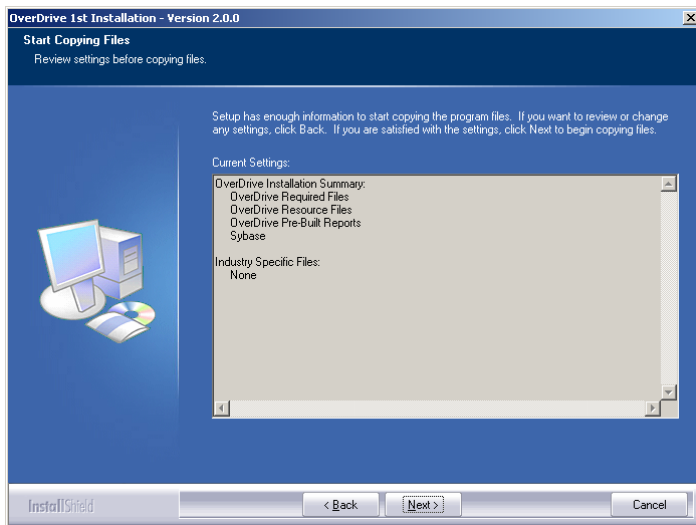 OverDrive 1st Installation - Version 2.0.0
Start Copying Files
Review settings before copying files.
Setup has enough information to start copying the program files. If you want to review or change
any settings, click Back. If you are satisfied with the settings, click Next to begin copying files.
Current Settings:
OverDrive Installation Summary:
OverDrive Required Files
OverDrive Resource Files
OverDrive Pre-Built Reports
Sybase
Industry Specific Files:
None
InstallShield
< Back
Next >
Cancel